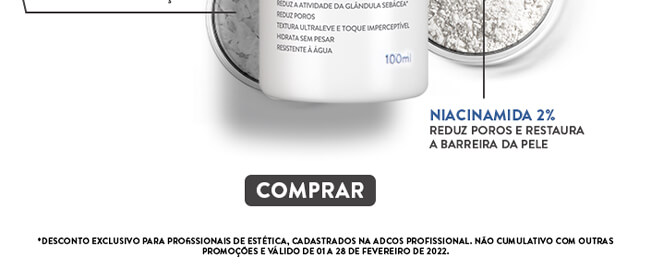 REDUZ A ATIVIDADE DA GLÂNDULA SEBÁCEA*
REDUZ POROS
TEXTURA ULTRALEVE E TOQUE IMPERCEPTÍVEL
HIDRATA SEM PESAR
RESISTENTE À ÁGUA
100ml
NIACINAMIDA 2%
REDUZ POROS E RESTAURA
A BARREIRA DA PELE
COMPRAR
*DESCONTO EXCLUSIVO PARA PROFISSIONAIS DE ESTÉTICA, CADASTRADOS NA ADCOS PROFISSIONAL. NÃO CUMULATIVO COM OUTRAS
PROMOÇÕES E VÁLIDO DE 01 A 28 DE FEVEREIRO DE 2022.